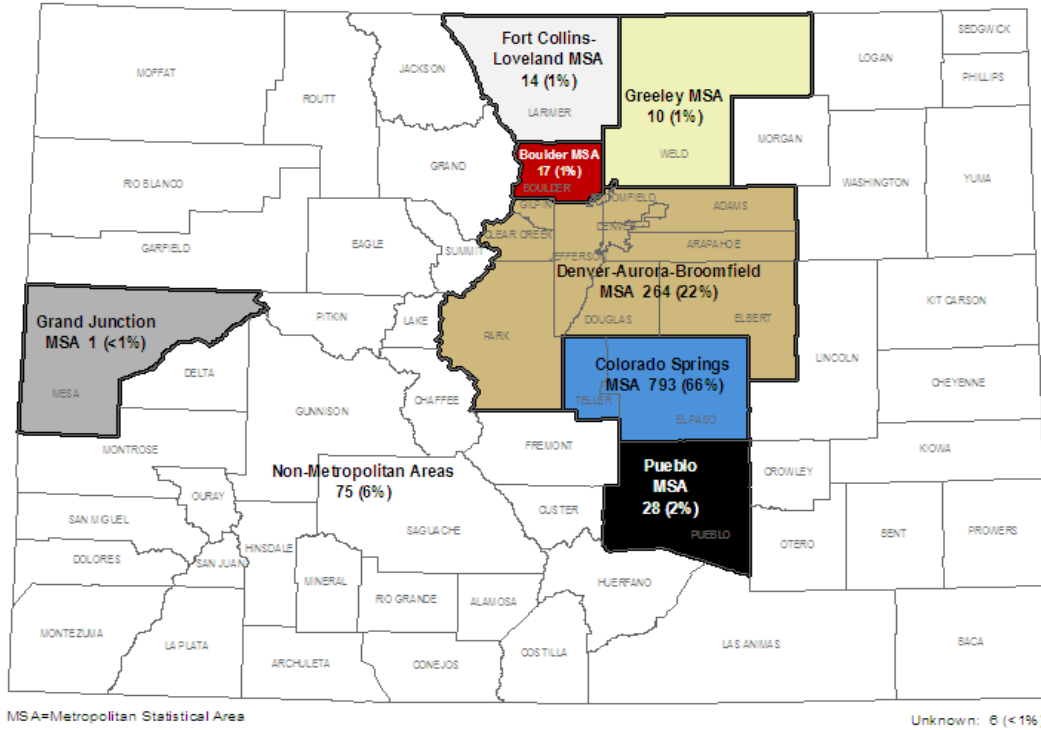 SEDGWICK
Fort Collins-
Loveland MSA
14 (1%)
LARIMER
LOGAN
MOFFAT
JACKSON
PHILLIPS
ROUTT
Greeley MSA
10 (1%)
WELD
MORGAN
Boulder MSA
17 (1%)
BOULDER
GRAND
RIO BLANCO
WASHINGTON
YUMA
GILPIN
BROOMFIELD
ADAMS
DENVER
CLEAR CREEK
ARAPAHOE
GARFIELD
EAGLE
SUMMIT
JEFFERSON
Denver-Aurora-Broomfield
MSA 264 (22%)
KIT CARSON
PITKIN
LAKE
DOUGLAS
ELBERT
PARK
Grand Junction
MSA 1 (<1%)
MESA
DELTA
LINCOLN
Colorado Springs
MSA 793 (66%)
TELLER
EL PASO
CHEYENNE
GUNNISON
CHAFFEE
FREMONT
MONTROSE
KIOWA
Non-Metropolitan Areas
75 (6%)
Pueblo
MSA
28 (2%)
PUEBLO
CROWLEY
OURAY
SAN MIGUEL
CUSTER
SAGUACHE
BENT
PROWERS
OTERO
DOLORES
SAN JUAN
HINSDALE
MINERAL
HUERFANO
RIO GRANDE
ALAMOSA
MONTEZUMA
LA PLATA
ARCHULETA
CONEJOS
COSTILLA
LAS ANIMAS
BACA
MSA=Metropolitan Statistical Area
Unknown: 6 (<1%)